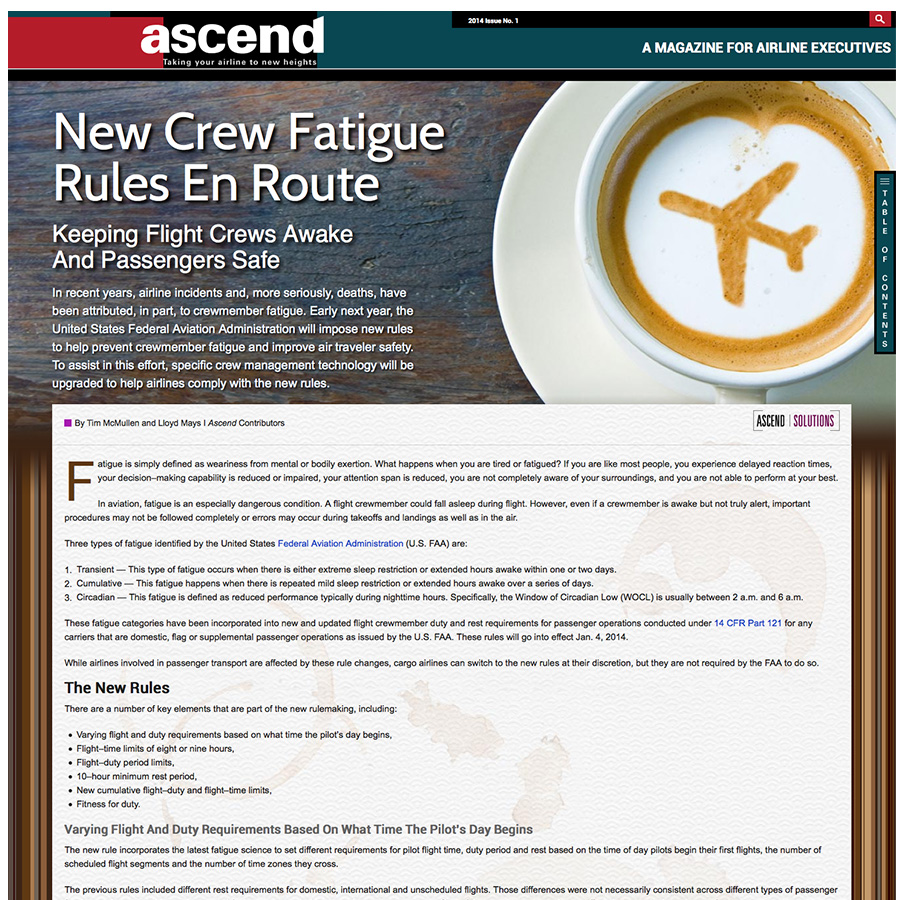 2014 Issue No. 1
ascend
Taking your airline to new heights
A MAGAZINE FOR AIRLINE EXECUTIVES
New Crew Fatigue
Rules En Route
Keeping Flight Crews Awake
And Passengers Safe
In recent years, airline incidents and, more seriously, deaths, have
been attributed, in part, to crewmember fatigue. Early next year, the
United States Federal Aviation Administration will impose new rules
to help prevent crewmember fatigue and improve air traveler safety.
To assist in this effort, specific crew management technology will be
upgraded to help airlines comply with the new rules.
TABLE OF CONTENTS
By Tim McMullen and Lloyd Mays I Ascend Contributors
ASCEND | SOLUTIONS
Fatigue is simply defined as weariness from mental or bodily exertion. What happens when you are tired or fatigued? If you are like most people, you experience delayed reaction times,
your decision–making capability is reduced or impaired, your attention span is reduced, you are not completely aware of your surroundings, and you are not able to perform at your best.
In aviation, fatigue is an especially dangerous condition. A flight crewmember could fall asleep during flight. However, even if a crewmember is awake but not truly alert, important
procedures may not be followed completely or errors may occur during takeoffs and landings as well as in the air.
Three types of fatigue identified by the United States Federal Aviation Administration (U.S. FAA) are:
1. Transient — This type of fatigue occurs when there is either extreme sleep restriction or extended hours awake within one or two days.
2. Cumulative — This fatigue happens when there is repeated mild sleep restriction or extended hours awake over a series of days.
3. Circadian — This fatigue is defined as reduced performance typically during nighttime hours. Specifically, the Window of Circadian Low (WOCL) is usually between 2 a.m. and 6 a.m.
These fatigue categories have been incorporated into new and updated flight crewmember duty and rest requirements for passenger operations conducted under 14 CFR Part 121 for any
carriers that are domestic, flag or supplemental passenger operations as issued by the U.S. FAA. These rules will go into effect Jan. 4, 2014.
While airlines involved in passenger transport are affected by these rule changes, cargo airlines can switch to the new rules at their discretion, but they are not required by the FAA to do so.
The New Rules
There are a number of key elements that are part of the new rulemaking, including:
• Varying flight and duty requirements based on what time the pilot's day begins,
• Flight–time limits of eight or nine hours,
• Flight–duty period limits,
• 10–hour minimum rest period,
• New cumulative flight–duty and flight–time limits,
• Fitness for duty.
Varying Flight And Duty Requirements Based On What Time The Pilot's Day Begins
The new rule incorporates the latest fatigue science to set different requirements for pilot flight time, duty period and rest based on the time of day pilots begin their first flights, the number of
scheduled flight segments and the number of time zones they cross.
The previous rules included different rest requirements for domestic, international and unscheduled flights. Those differences were not necessarily consistent across different types of passenger